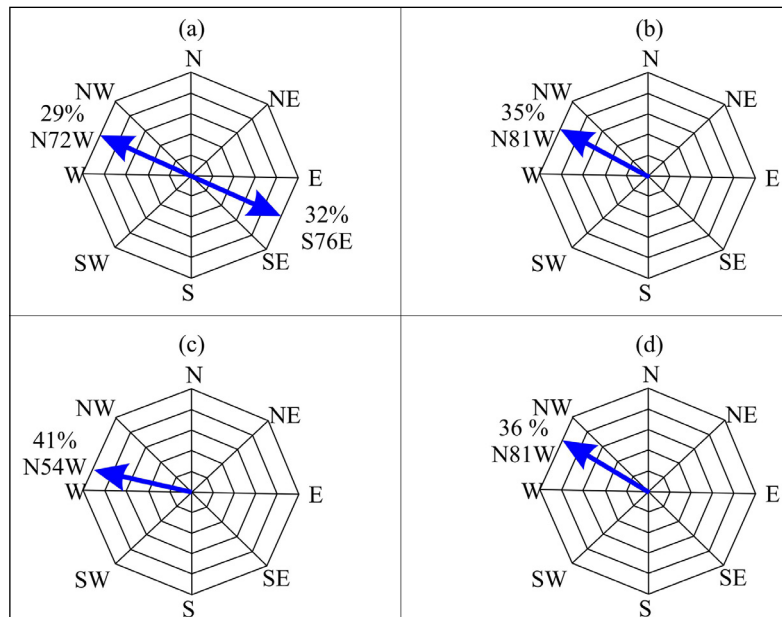 (a)
N
NW
NE
29%
N72W
W
E
32%
S76E
SW
SE
S
(b)
N
NW
NE
35%
N81W
W
E
SW
SE
S
(c)
N
NW
NE
41%
N54W
W
E
SW
SE
S
(d)
N
NW
NE
36 %
N81W
W
E
SW
SE
S